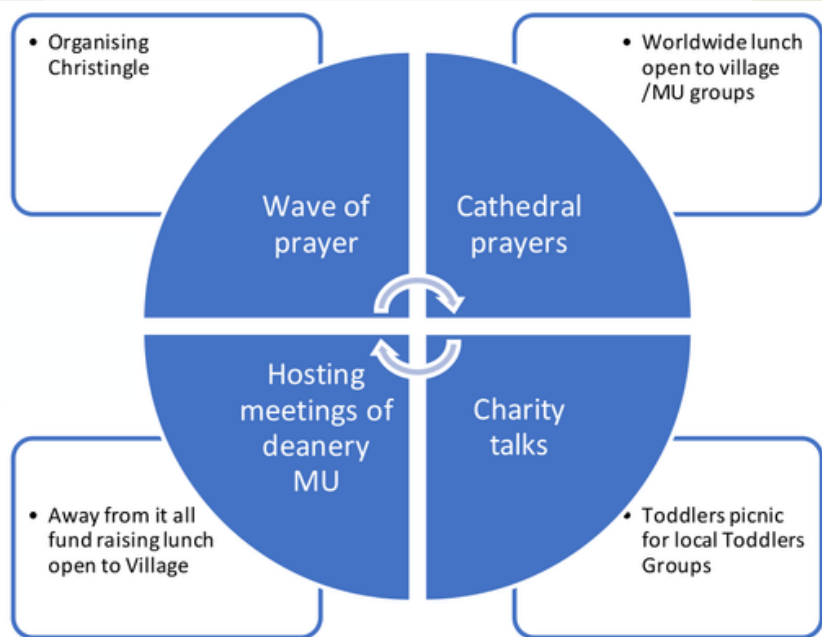 • Organising
Christingle
• Worldwide lunch
open to village
/MU groups
Wave of
prayer
Cathedral
prayers
Hosting
meetings of
deanery
MU
Charity
talks
• Away from it all
fund raising lunch
open to Village
• Toddlers picnic
for local Toddlers
Groups